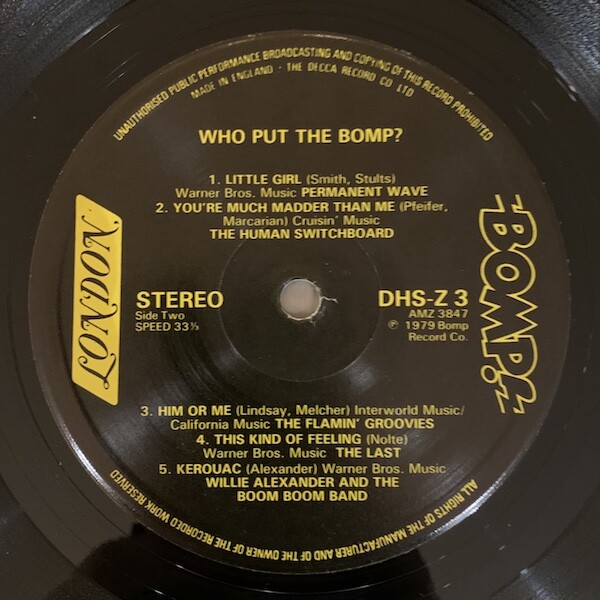 UNAUTHORISED PUBLIC PERFORMANCE BROADCASTING AND COPYING OF THIS RECORD PROHIBITED
MADE IN ENGLAND - THE DECCA RECORD CO LTD
WHO PUT THE BOMP?
1. LITTLE GIRL (Smith, Stults)
Warner Bros. Music PERMANENT WAVE
2. YOU'RE MUCH MADDER THAN ME (Pfeifer,
Marcarian) Cruisin' Music
THE HUMAN SWITCHBOARD
LONDON
BOMP!
STEREO
Side Two
SPEED 33⅓
DHS-Z 3
AMZ 3847
℗ 1979 Bomp
Record Co.
3. HIM OR ME (Lindsay, Melcher) Interworld Music/
California Music THE FLAMIN' GROOVIES
4. THIS KIND OF FEELING (Nolte)
Warner Bros. Music THE LAST
5. KEROUAC (Alexander) Warner Bros. Music
WILLIE ALEXANDER AND THE
BOOM BOOM BAND
ALL RIGHTS OF THE MANUFACTURER AND OF THE OWNER OF THE RECORDED WORK RESERVED